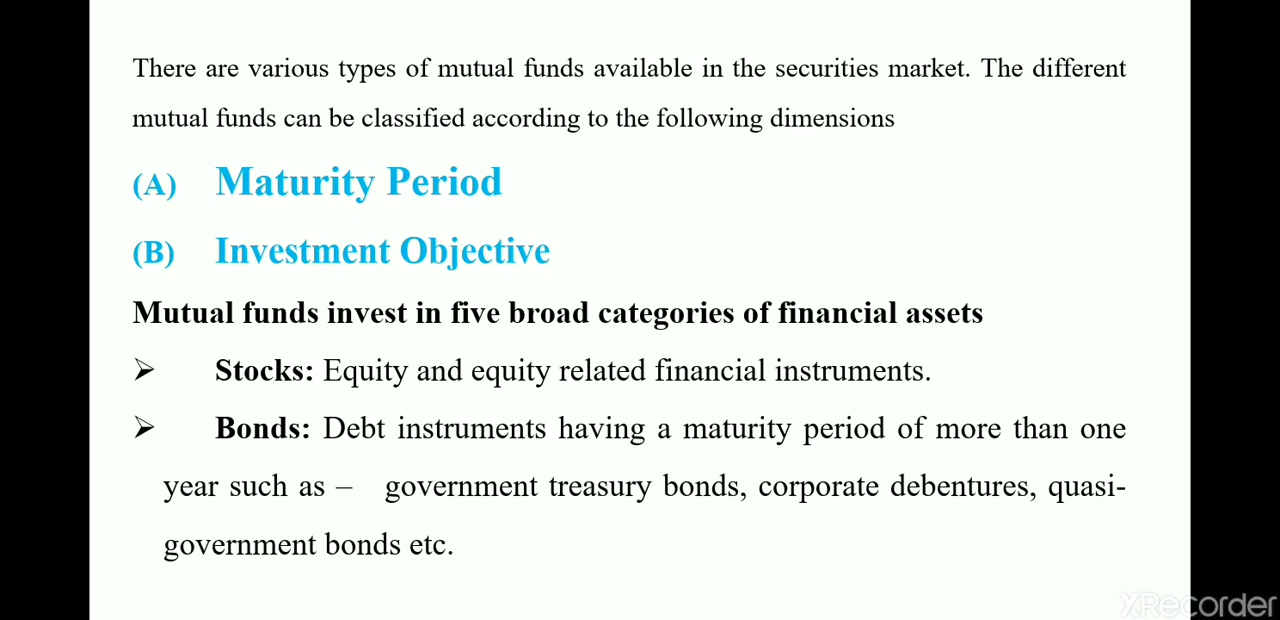 There are various types of mutual funds available in the securities market. The different
mutual funds can be classified according to the following dimensions
(A) Maturity Period
(B) Investment Objective
Mutual funds invest in five broad categories of financial assets
➢ Stocks: Equity and equity related financial instruments.
➢ Bonds: Debt instruments having a maturity period of more than one
year such as – government treasury bonds, corporate debentures, quasi-
government bonds etc.
XRecorder